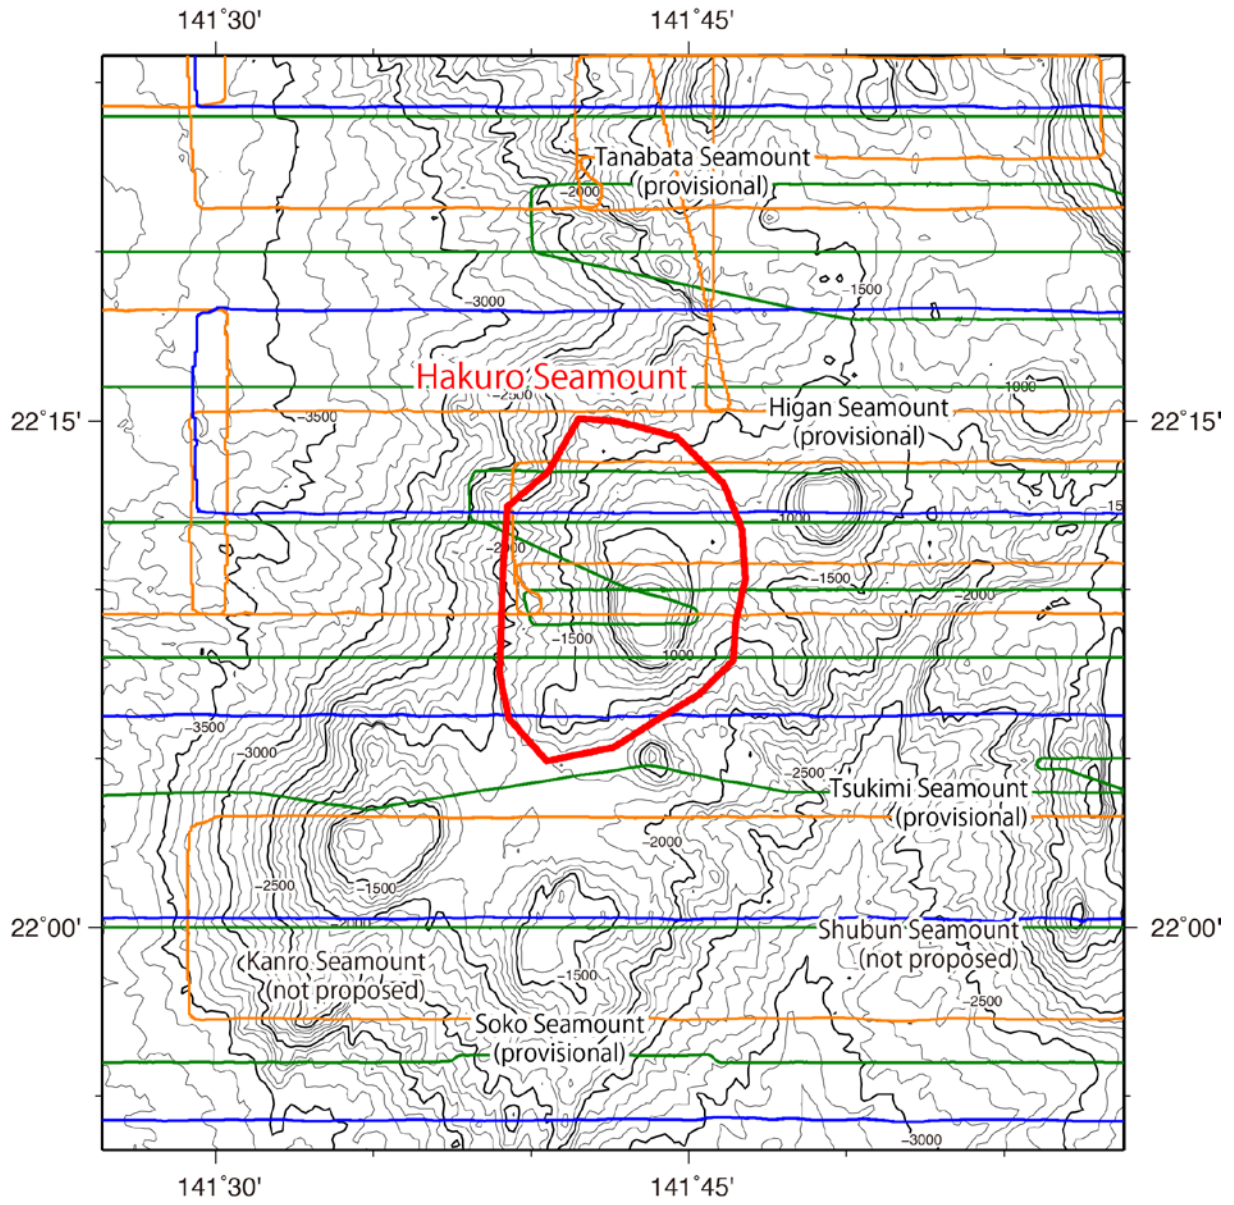 141°30' 141°45'
Tanabata Seamount
(provisional)
−2000
−1500
−3000
Hakuro Seamount
−2500
1000
22°15' 22°15'
−3500
Higan Seamount
(provisional)
−1000
−15
−2000
−1500
−2000
−1500
1000
−3500
−3000
−2500
Tsukimi Seamount
(provisional)
−2000
−2500
−1500
22°00' 22°00'
Shubun Seamount
(not proposed)
Kanro Seamount
(not proposed)
−1500
−2500
Soko Seamount
(provisional)
−3000
141°30' 141°45'